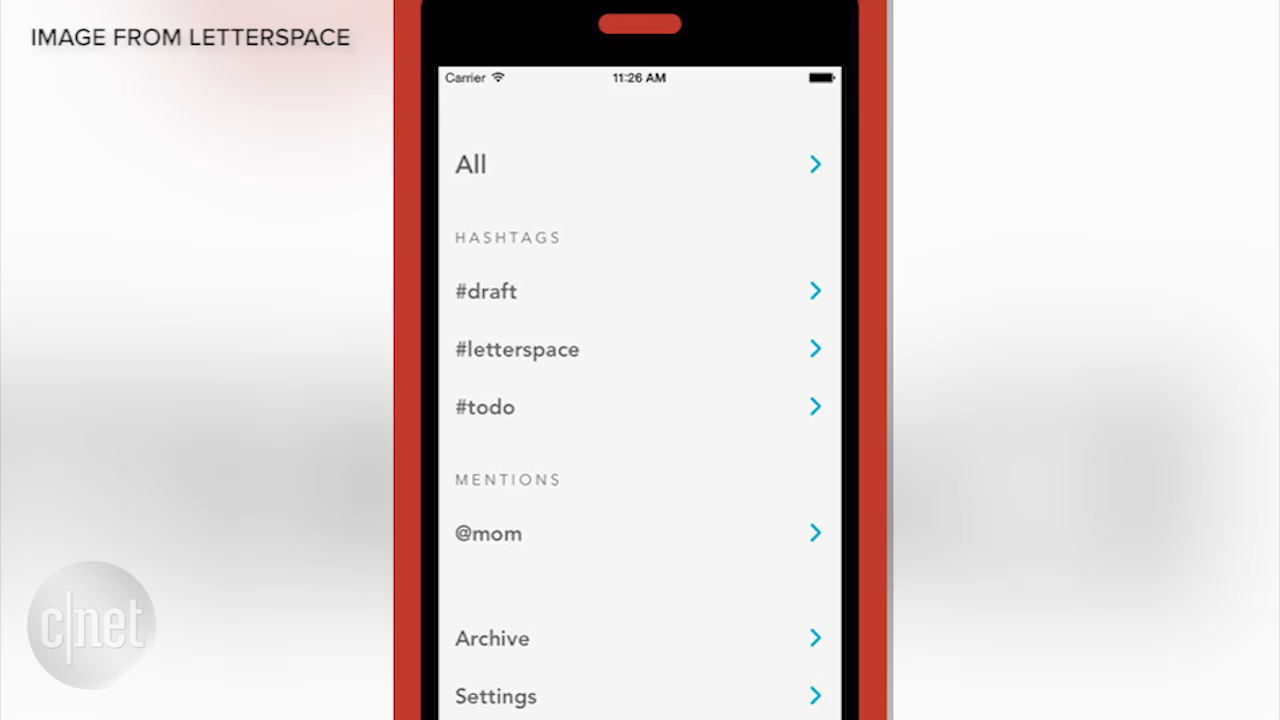 IMAGE FROM LETTERSPACE
Carrier 11:26 AM
All
HASHTAGS
#draft
#letterspace
#todo
MENTIONS
@mom
Archive
Settings
c|net